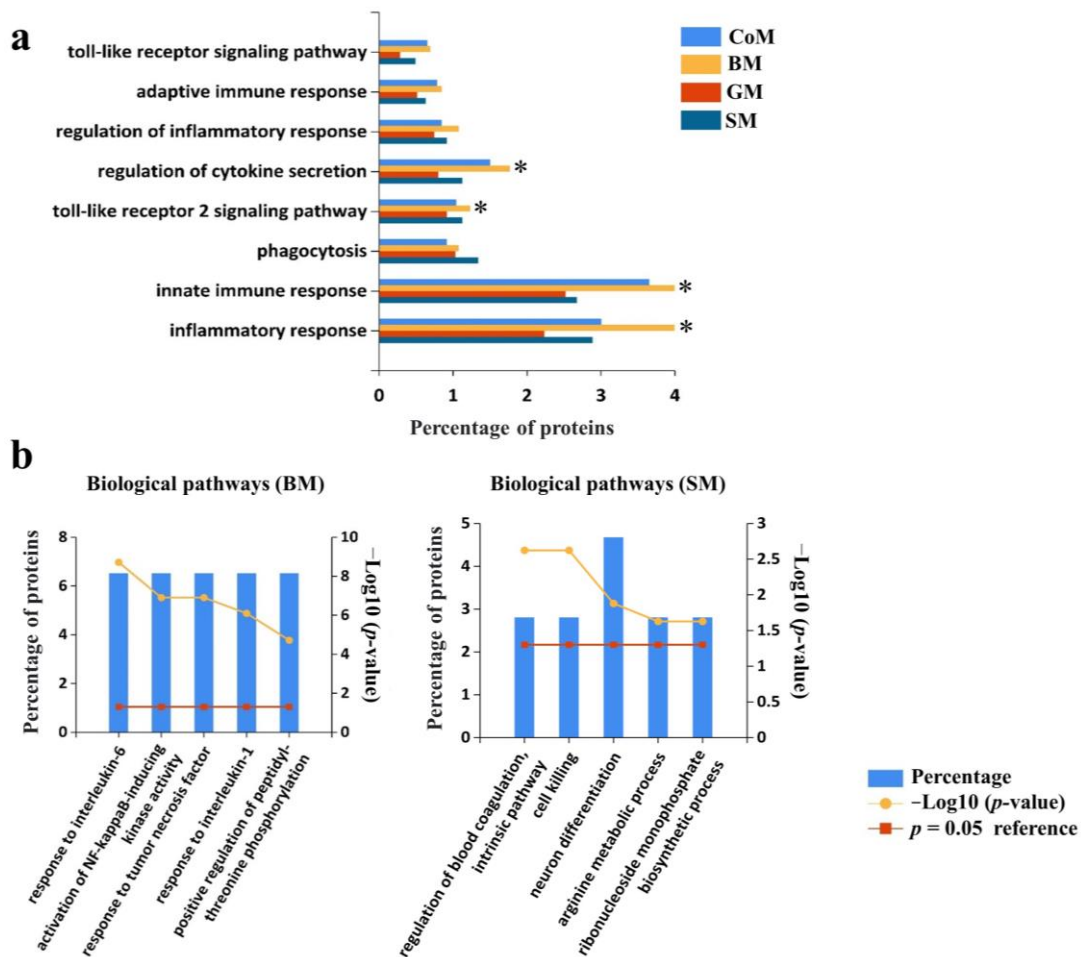 a
CoM
BM
GM
SM
toll-like receptor signaling pathway
adaptive immune response
regulation of inflammatory response
regulation of cytokine secretion
*
toll-like receptor 2 signaling pathway
*
phagocytosis
innate immune response
*
inflammatory response
*
0 1 2 3 4
Percentage of proteins
b
Biological pathways (BM)
Percentage of proteins
8
6
4
2
0
10
8
6
4
2
0
−Log10 (p-value)
response to interleukin-6
activation of NF-kappaB-inducing
kinase activity
response to tumor necrosis factor
response to interleukin-1
positive regulation of peptidyl-
threonine phosphorylation
Biological pathways (SM)
Percentage of proteins
5
4
3
2
1
0
3
2.5
2
1.5
1
0.5
0
−Log10 (p-value)
regulation of blood coagulation,
intrinsic pathway
cell killing
neuron differentiation
arginine metabolic process
ribonucleoside monophosphate
biosynthetic process
Percentage
−Log10 (p-value)
p = 0.05 reference